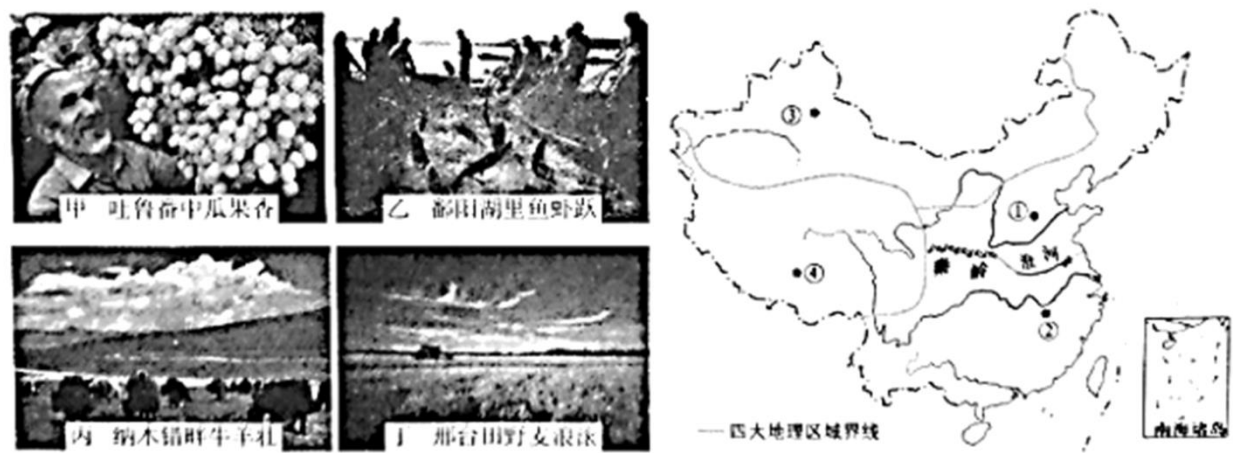 甲 吐鲁番中瓜果香
乙 鄱阳湖里鱼虾跃
丙 纳木错畔牛羊壮
丁 邢台田野麦浪滚
③
①
④
秦岭
淮河
②
四大地理区域界线
南海诸岛